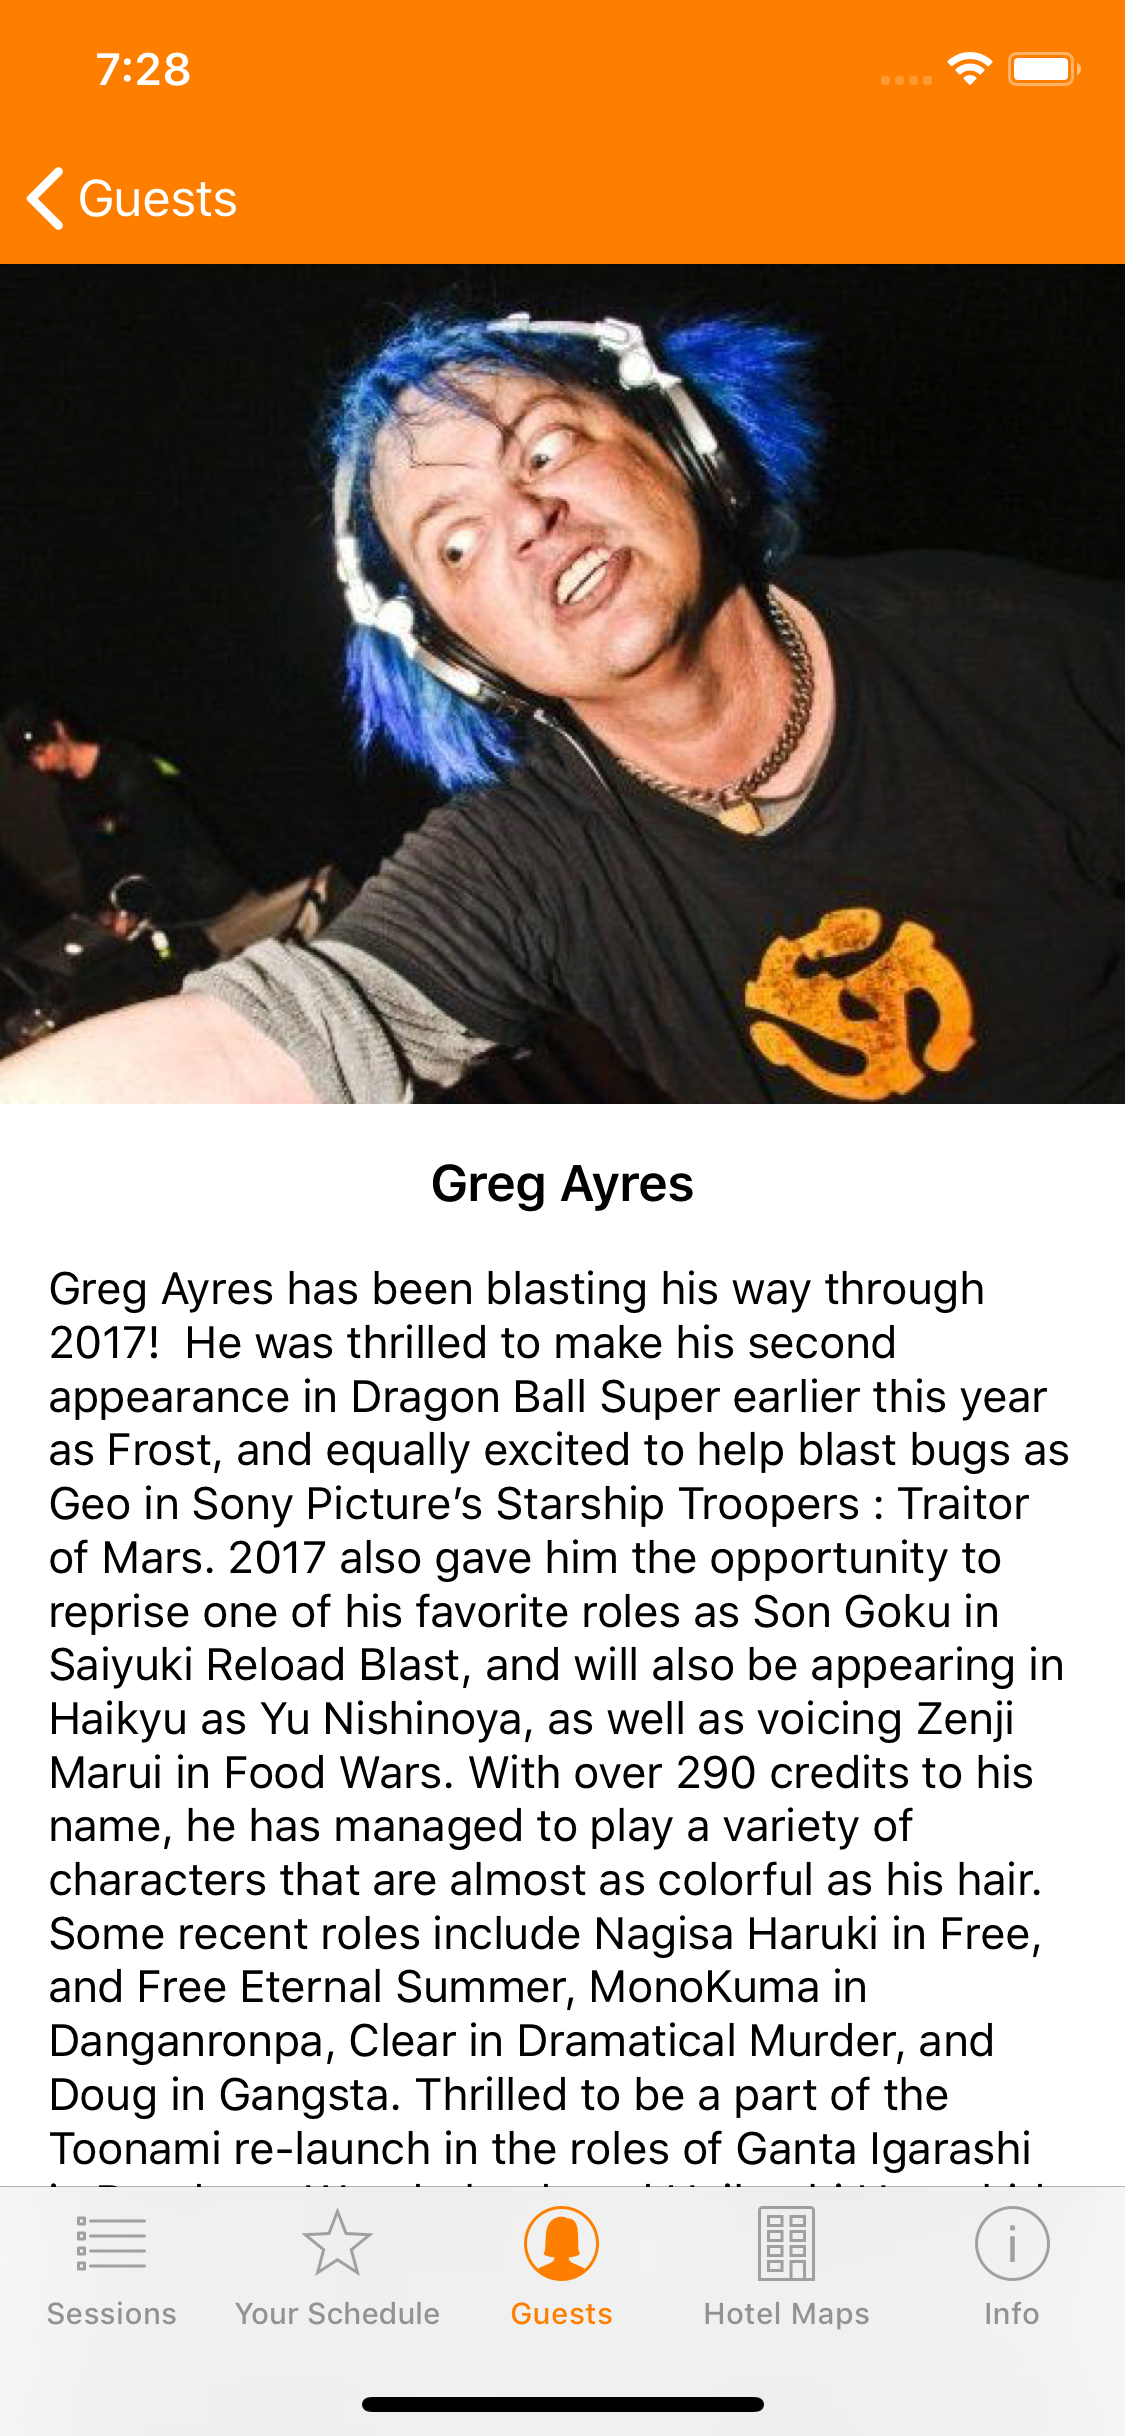 7:28
Guests
Greg Ayres
Greg Ayres has been blasting his way through
2017!  He was thrilled to make his second
appearance in Dragon Ball Super earlier this year
as Frost, and equally excited to help blast bugs as
Geo in Sony Picture’s Starship Troopers : Traitor
of Mars. 2017 also gave him the opportunity to
reprise one of his favorite roles as Son Goku in
Saiyuki Reload Blast, and will also be appearing in
Haikyu as Yu Nishinoya, as well as voicing Zenji
Marui in Food Wars. With over 290 credits to his
name, he has managed to play a variety of
characters that are almost as colorful as his hair.
Some recent roles include Nagisa Haruki in Free,
and Free Eternal Summer, MonoKuma in
Danganronpa, Clear in Dramatical Murder, and
Doug in Gangsta. Thrilled to be a part of the
Toonami re-launch in the roles of Ganta Igarashi
Sessions
Your Schedule
Guests
Hotel Maps
Info